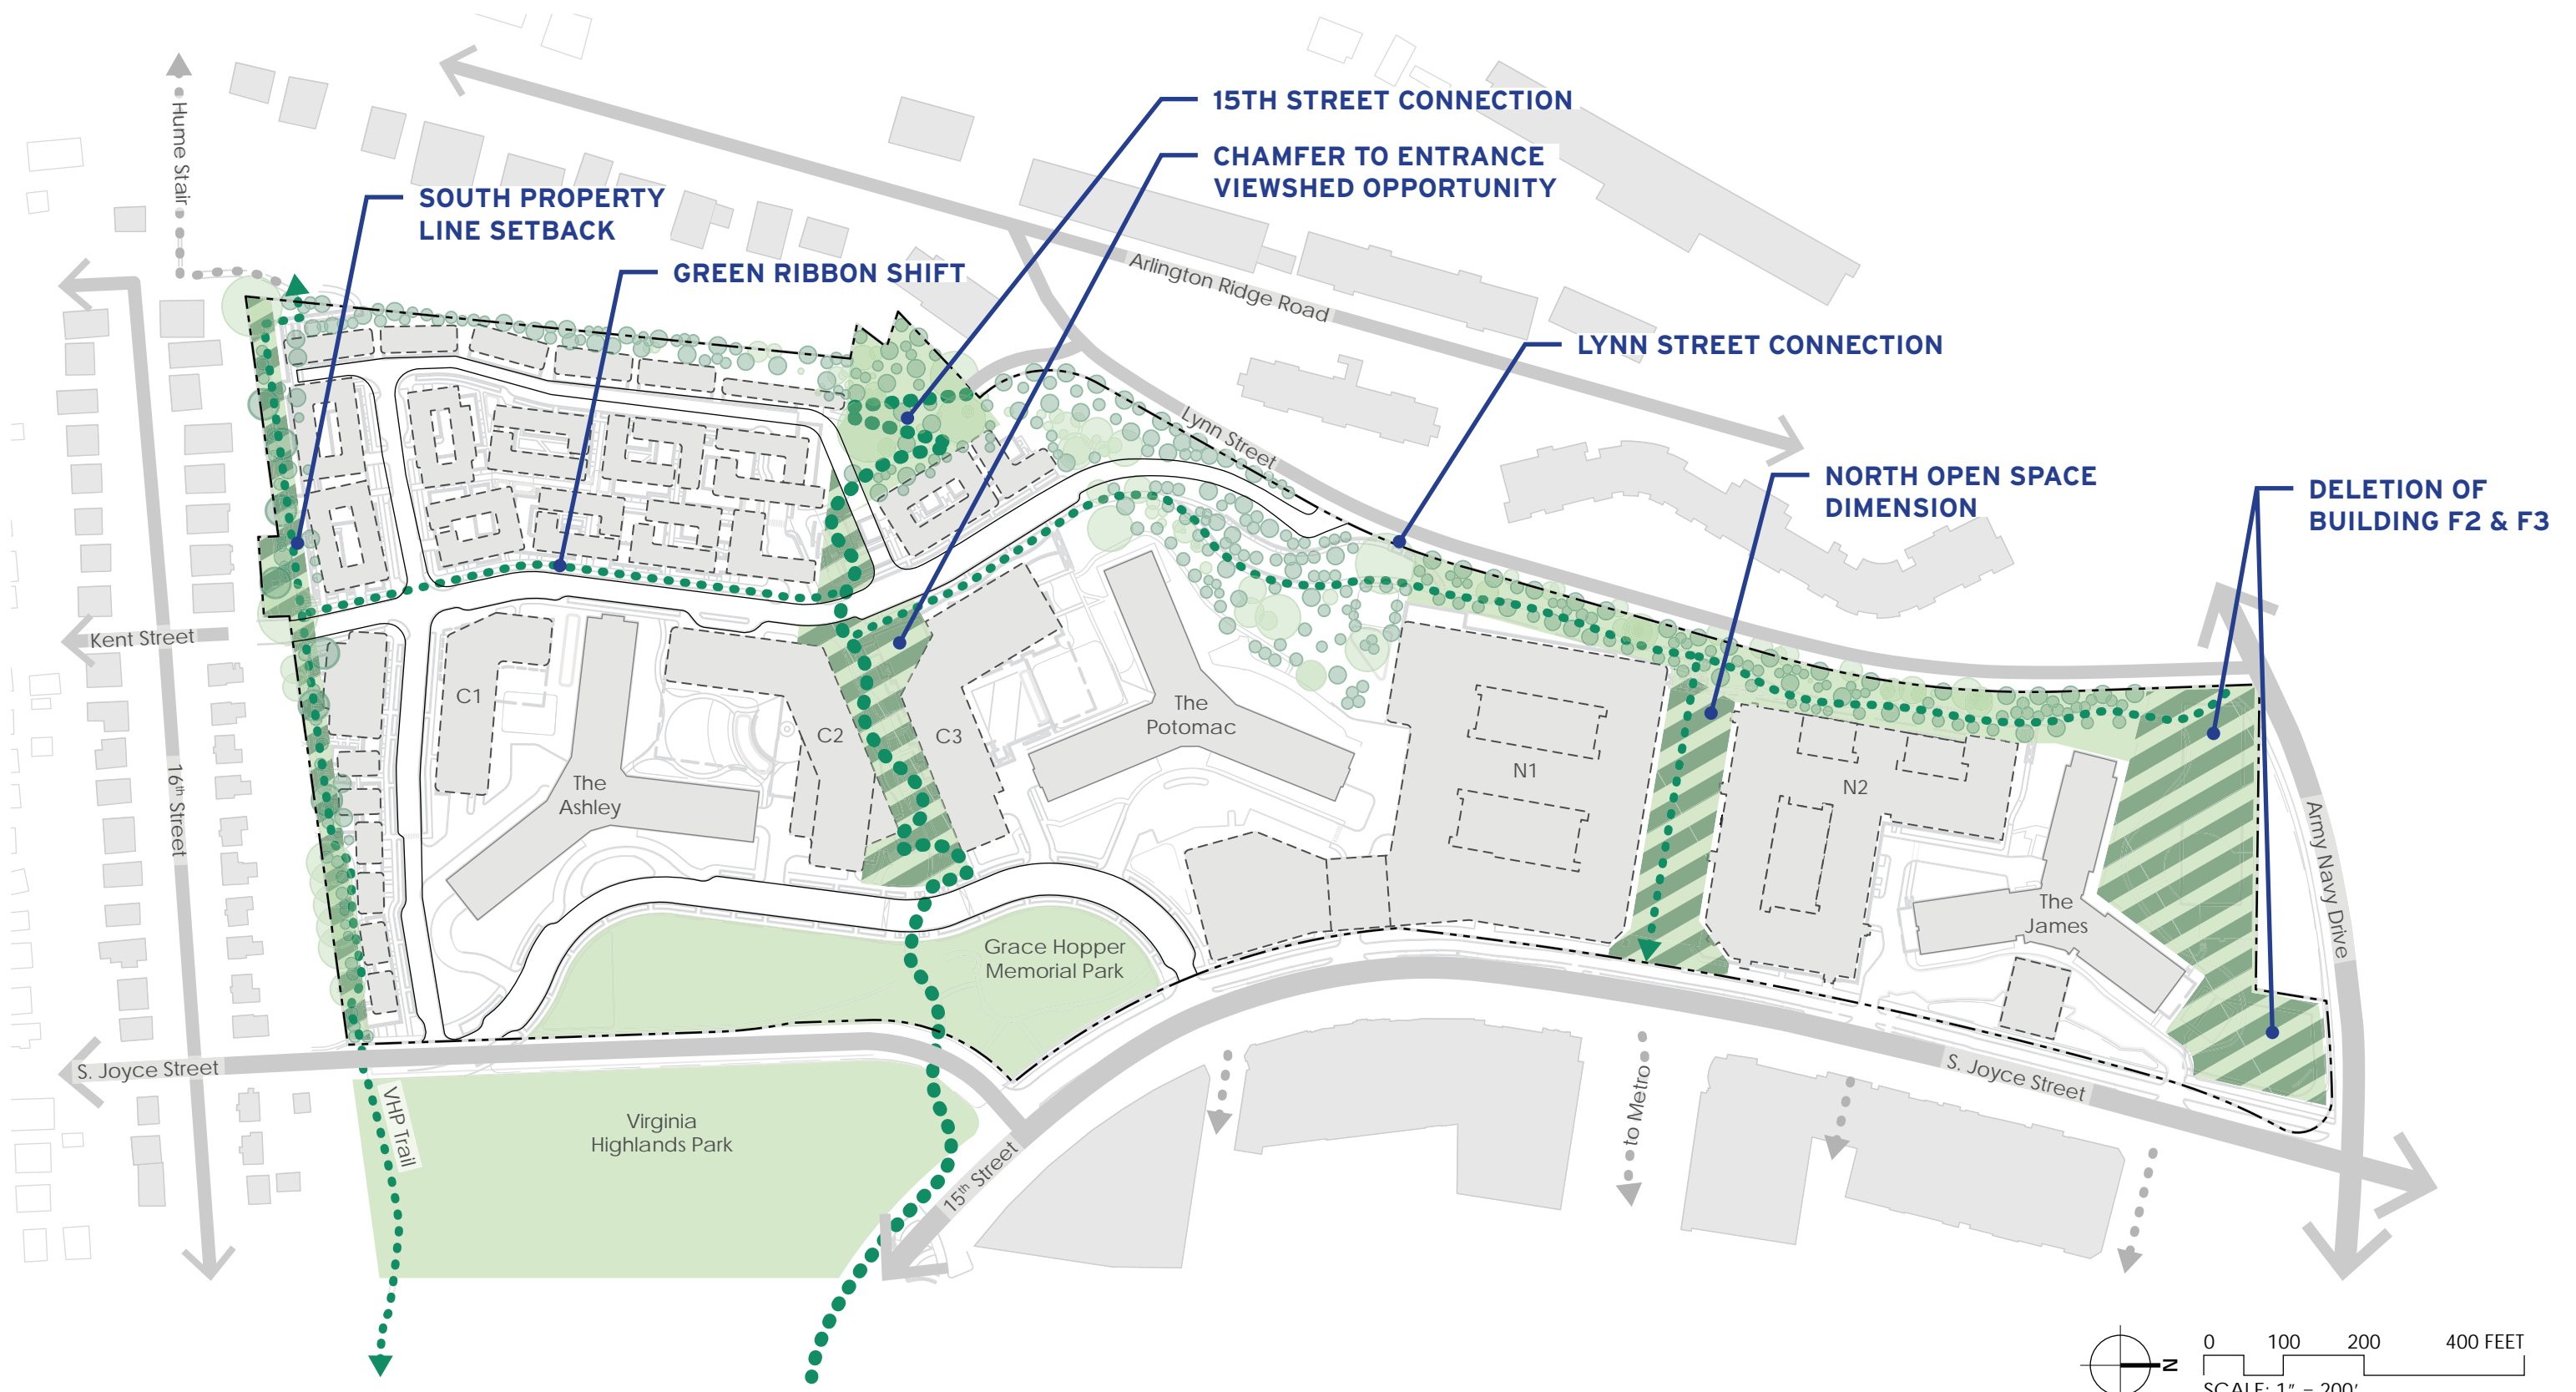 15TH STREET CONNECTION
CHAMFER TO ENTRANCE
VIEWSHED OPPORTUNITY
Hume Stair
SOUTH PROPERTY
LINE SETBACK
GREEN RIBBON SHIFT
Arlington Ridge Road
LYNN STREET CONNECTION
Lynn Street
NORTH OPEN SPACE
DIMENSION
DELETION OF
BUILDING F2 & F3
Kent Street
C1
C2
C3
The
Potomac
The
Ashley
N1
N2
The
James
16th Street
Army Navy Drive
Grace Hopper
Memorial Park
S. Joyce Street
S. Joyce Street
VHP Trail
Virginia
Highlands Park
15th Street
to Metro
N
0 100 200 400 FEET
SCALE: 1" = 200'